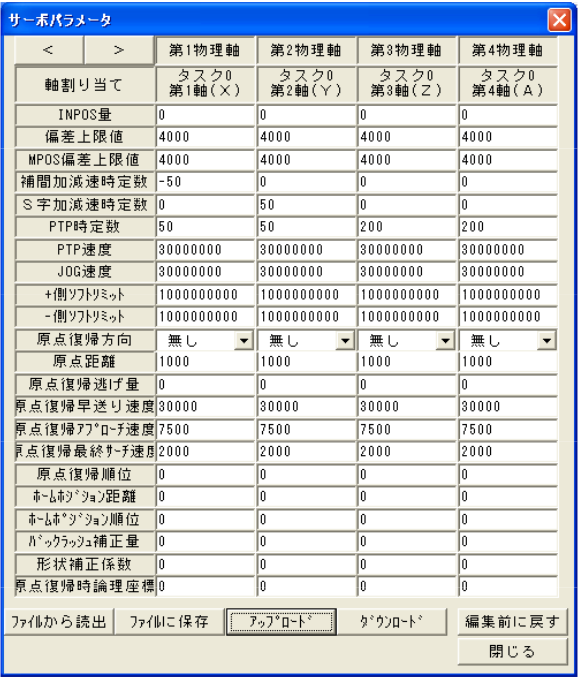 サーボパラメータ
< > 第1物理軸 第2物理軸 第3物理軸 第4物理軸
軸割り当て タスク0 タスク0 タスク0 タスク0
第1軸(X) 第2軸(Y) 第3軸(Z) 第4軸(A)
INPOS量 0 0 0 0
偏差上限値 4000 4000 4000 4000
MPOS偏差上限値 4000 4000 4000 4000
補間加減速時定数 -50 0 0 0
S字加減速時定数 0 50 0 0
PTP時定数 50 50 200 200
PTP速度 30000000 30000000 30000000 30000000
JOG速度 30000000 30000000 30000000 30000000
+側ソフトリミット 1000000000 1000000000 1000000000 1000000000
-側ソフトリミット 1000000000 1000000000 1000000000 1000000000
原点復帰方向 無し 無し 無し 無し
原点距離 1000 1000 1000 1000
原点復帰逃げ量 0 0 0 0
原点復帰早送り速度 30000 30000 30000 30000
原点復帰アプローチ速度 7500 7500 7500 7500
原点復帰最終サーチ速度 2000 2000 2000 2000
原点復帰順位 0 0 0 0
ホームポジション距離 0 0 0 0
ホームポジション順位 0 0 0 0
バックラッシュ補正量 0 0 0 0
形状補正係数 0 0 0 0
原点復帰時論理座標 0 0 0 0
ファイルから読出 ファイルに保存 アップロード ダウンロード 編集前に戻す
閉じる